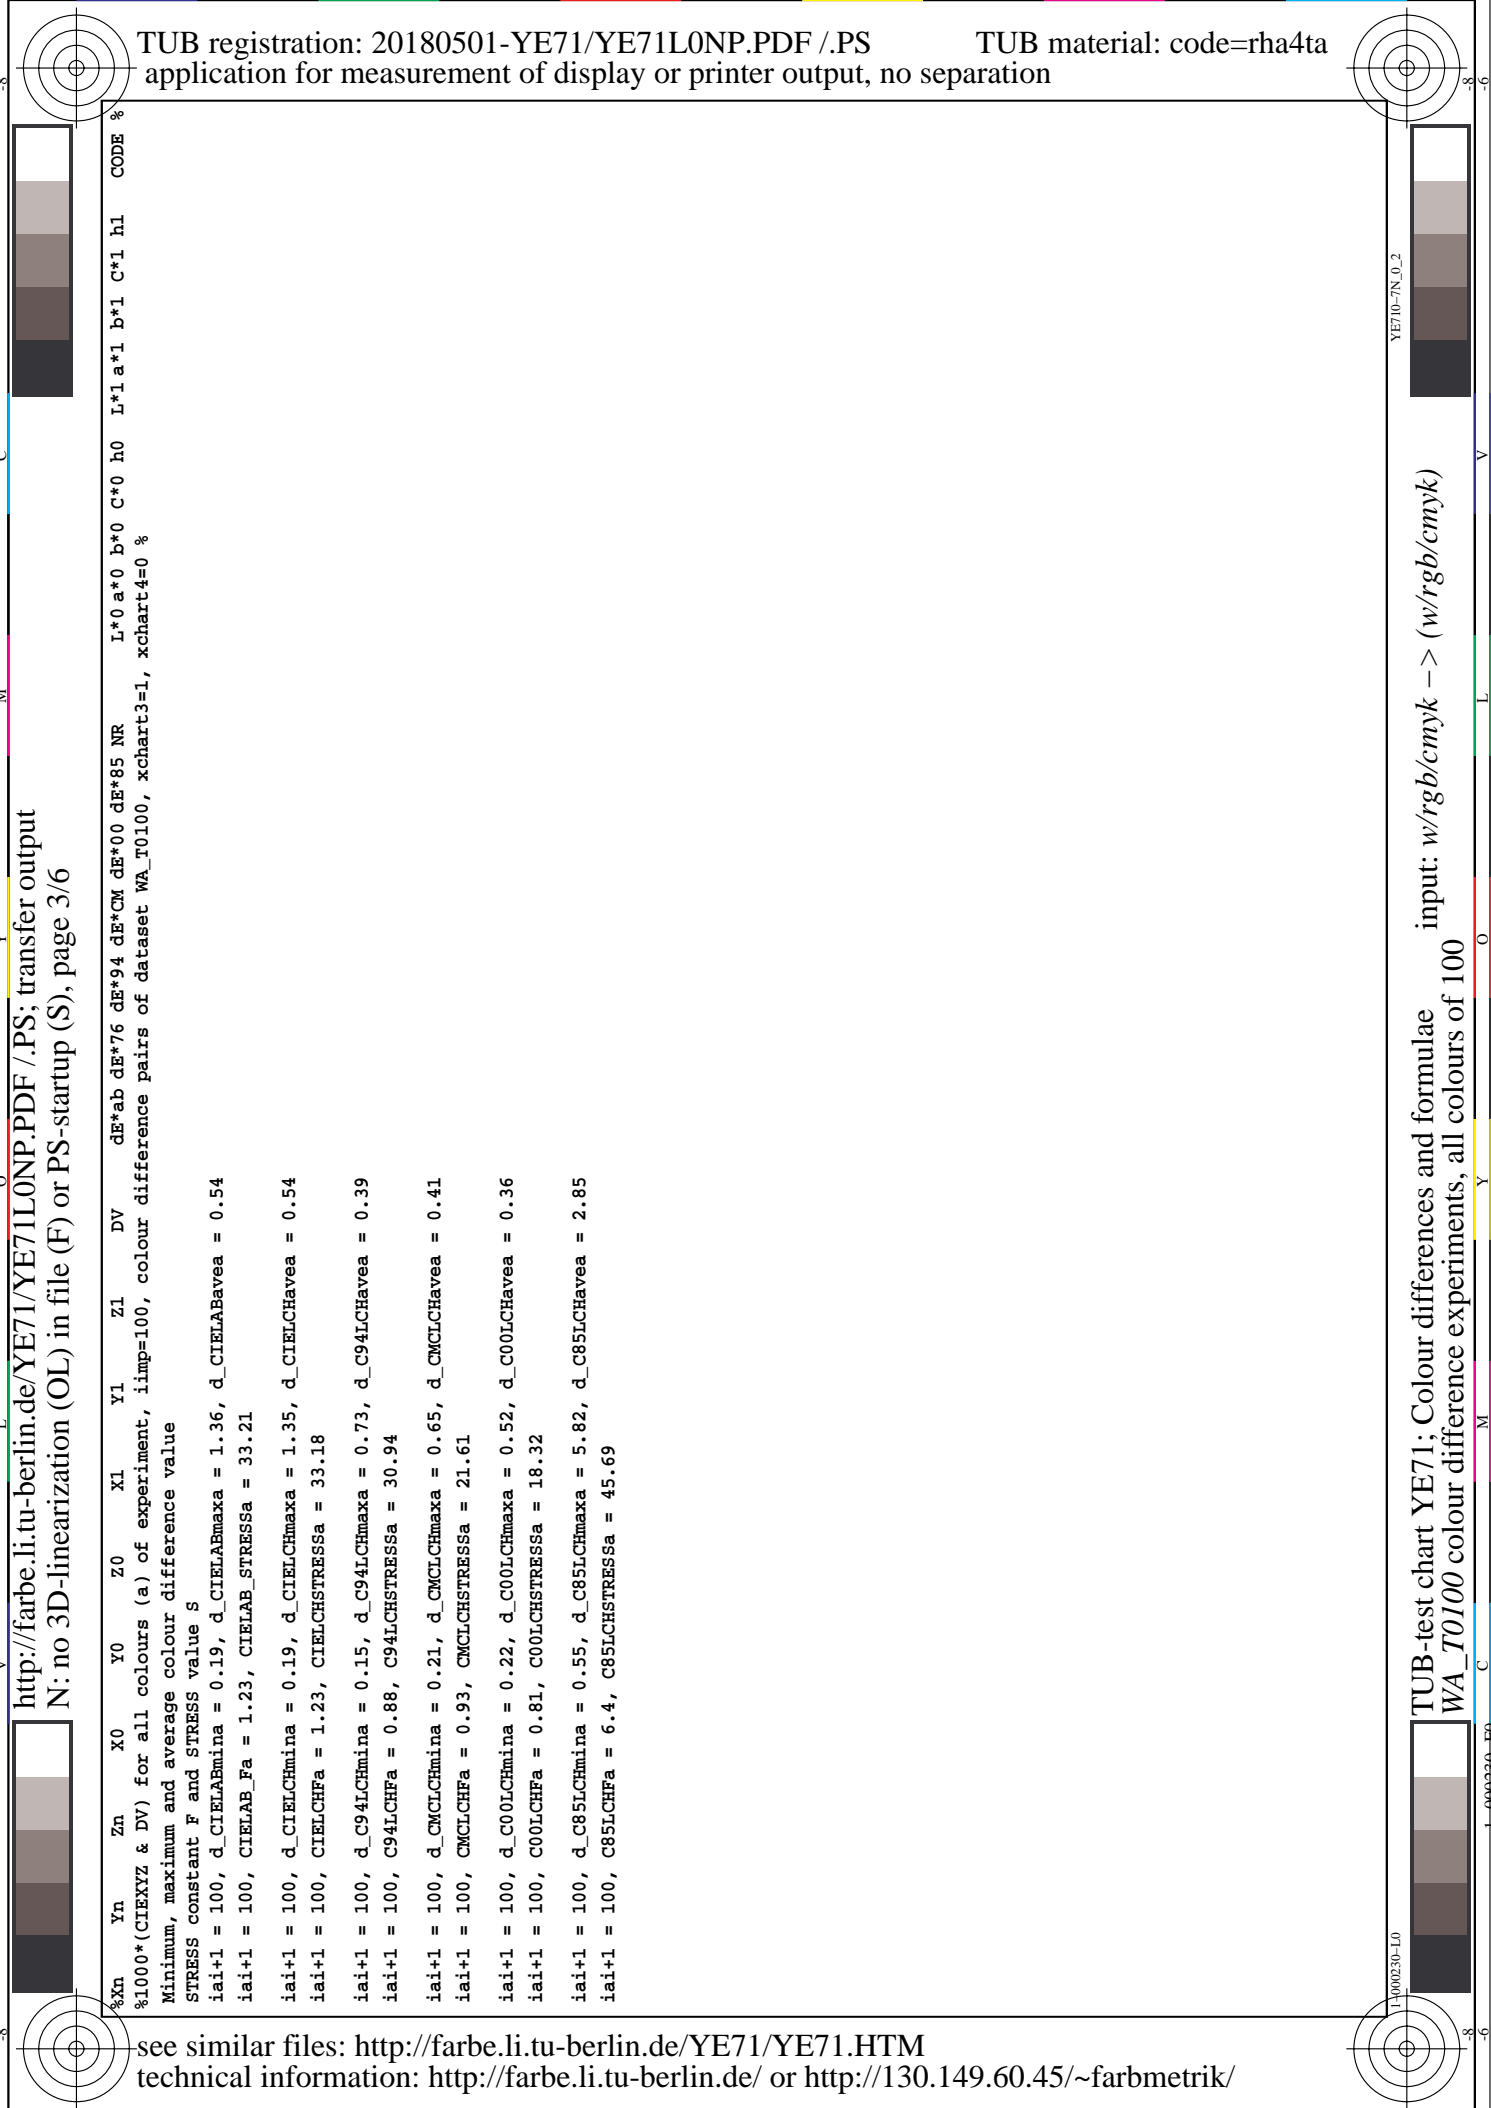 TUB registration: 20180501-YE71/YE71L0NP.PDF /.PS TUB material: code=rha4ta
application for measurement of display or printer output, no separation
http://farbe.li.tu-berlin.de/YE71/YE71L0NP.PDF /.PS; transfer output
N: no 3D-linearization (OL) in file (F) or PS-startup (S), page 3/6
%Xn Yn Zn X0 Y0 Z0 X1 Y1 Z1 DV dE*ab dE*76 dE*94 dE*CM dE*00 dE*85 NR L*0 a*0 b*0 C*0 h0 L*1 a*1 b*1 C*1 h1 CODE %
%1000*(CIEXYZ & DV) for all colours (a) of experiment, iimp=100, colour difference pairs of dataset WA_T0100, xchart3=1, xchart4=0 %
Minimum, maximum and average colour difference value
STRESS constant F and STRESS value S
iai+1 = 100, d_CIELABmina = 0.19, d_CIELABmaxa = 1.36, d_CIELABavea = 0.54
iai+1 = 100, CIELAB_Fa = 1.23, CIELAB_STRESSa = 33.21
iai+1 = 100, d_CIELCHmina = 0.19, d_CIELCHmaxa = 1.35, d_CIELCHavea = 0.54
iai+1 = 100, CIELCHFa = 1.23, CIELCHSTRESSa = 33.18
iai+1 = 100, d_C94LCHmina = 0.15, d_C94LCHmaxa = 0.73, d_C94LCHavea = 0.39
iai+1 = 100, C94LCHFa = 0.88, C94LCHSTRESSa = 30.94
iai+1 = 100, d_CMCLCHmina = 0.21, d_CMCLCHmaxa = 0.65, d_CMCLCHavea = 0.41
iai+1 = 100, CMCLCHFa = 0.93, CMCLCHSTRESSa = 21.61
iai+1 = 100, d_C00LCHmina = 0.22, d_C00LCHmaxa = 0.52, d_C00LCHavea = 0.36
iai+1 = 100, C00LCHFa = 0.81, C00LCHSTRESSa = 18.32
iai+1 = 100, d_C85LCHmina = 0.55, d_C85LCHmaxa = 5.82, d_C85LCHavea = 2.85
iai+1 = 100, C85LCHFa = 6.4, C85LCHSTRESSa = 45.69
YE710-7N_0_2
1-000230-L0
TUB-test chart YE71; Colour differences and formulae input: w/rgb/cmyk -> (w/rgb/cmyk)
WA_T0100 colour difference experiments, all colours of 100
see similar files: http://farbe.li.tu-berlin.de/YE71/YE71.HTM
technical information: http://farbe.li.tu-berlin.de/ or http://130.149.60.45/~farbmetrik/
-8
-8
-6
-8
-8
-6
C
M
Y
O
L
V
V
L
O
Y
M
C